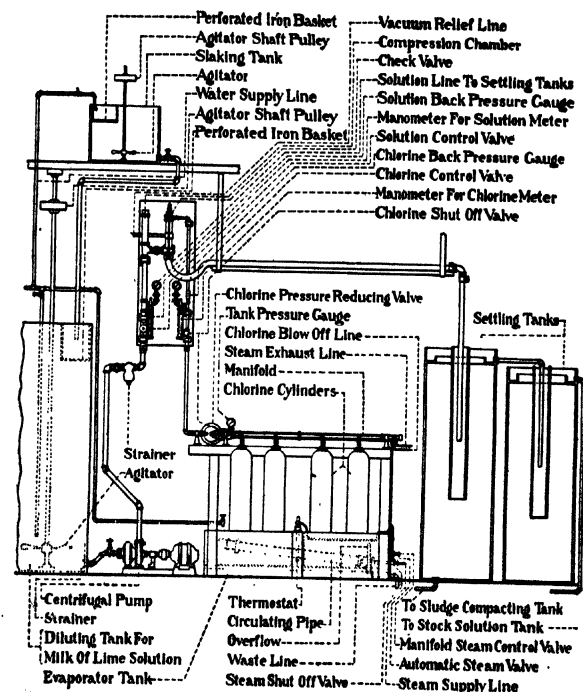 Perforated Iron Basket
Agitator Shaft Pulley
Slaking Tank
Agitator
Water Supply Line
Agitator Shaft Pulley
Perforated Iron Basket
Vacuum Relief Line
Compression Chamber
Check Valve
Solution Line To Settling Tanks
Solution Back Pressure Gauge
Manometer For Solution Meter
Solution Control Valve
Chlorine Back Pressure Gauge
Chlorine Control Valve
Manometer For Chlorine Meter
Chlorine Shut Off Valve
Chlorine Pressure Reducing Valve
Tank Pressure Gauge
Chlorine Blow Off Line
Steam Exhaust Line
Manifold
Chlorine Cylinders
Settling Tanks
Strainer
Agitator
Centrifugal Pump
Strainer
Diluting Tank For
Milk Of Lime Solution
Evaporator Tank
Thermostat
Circulating Pipe
Overflow
Waste Line
Steam Shut Off Valve
To Sludge Compacting Tank
To Stock Solution Tank
Manifold Steam Control Valve
Automatic Steam Valve
Steam Supply Line